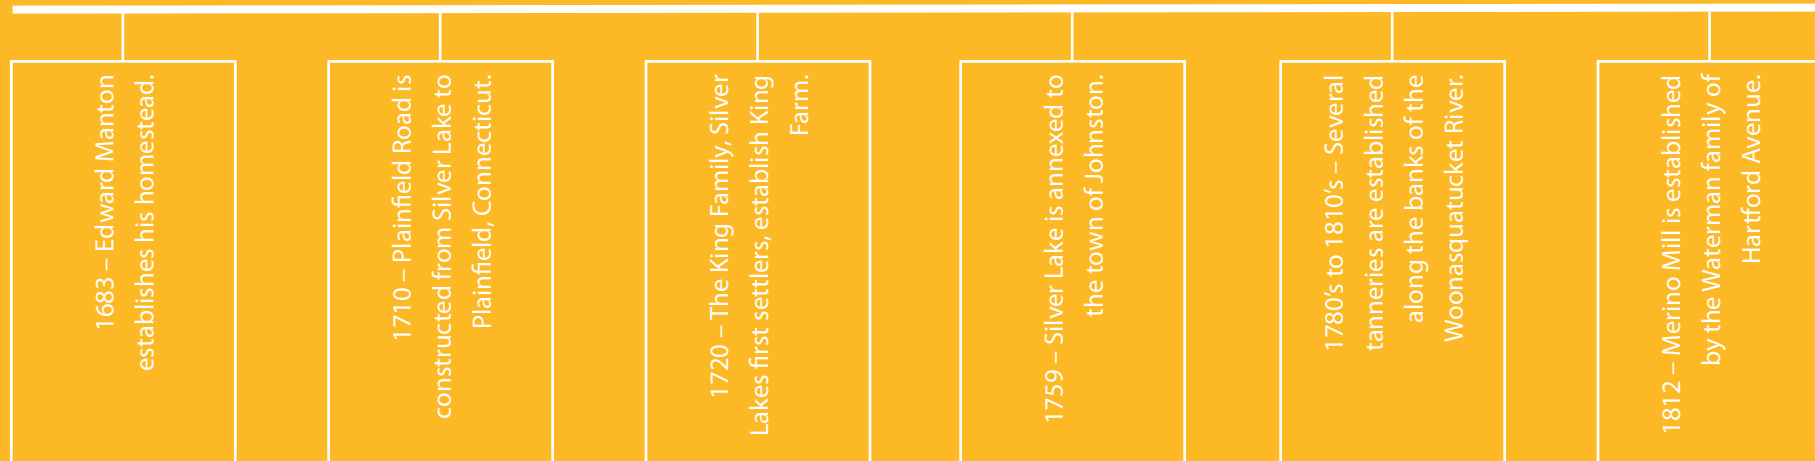 1683 – Edward Manton
establishes his homestead.
1710 – Plainfield Road is
constructed from Silver Lake to
Plainfield, Connecticut.
1720 – The King Family, Silver
Lakes first settlers, establish King
Farm.
1759 – Silver Lake is annexed to
the town of Johnston.
1780’s to 1810’s – Several
tanneries are established
along the banks of the
Woonasquatucket River.
1812 – Merino Mill is established
by the Waterman family of
Hartford Avenue.